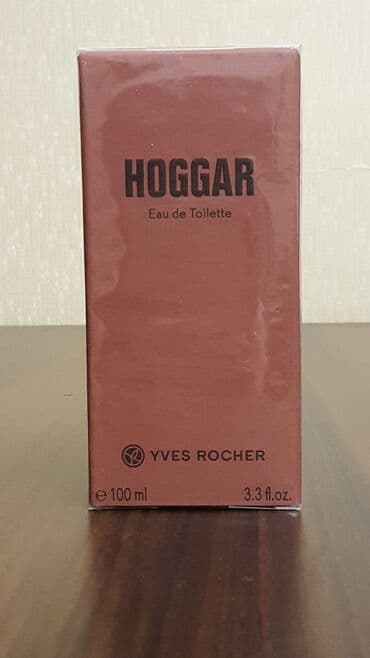 HOGGAR
Eau de Toilette
YVES ROCHER
℮ 100 ml 3.3 fl.oz.